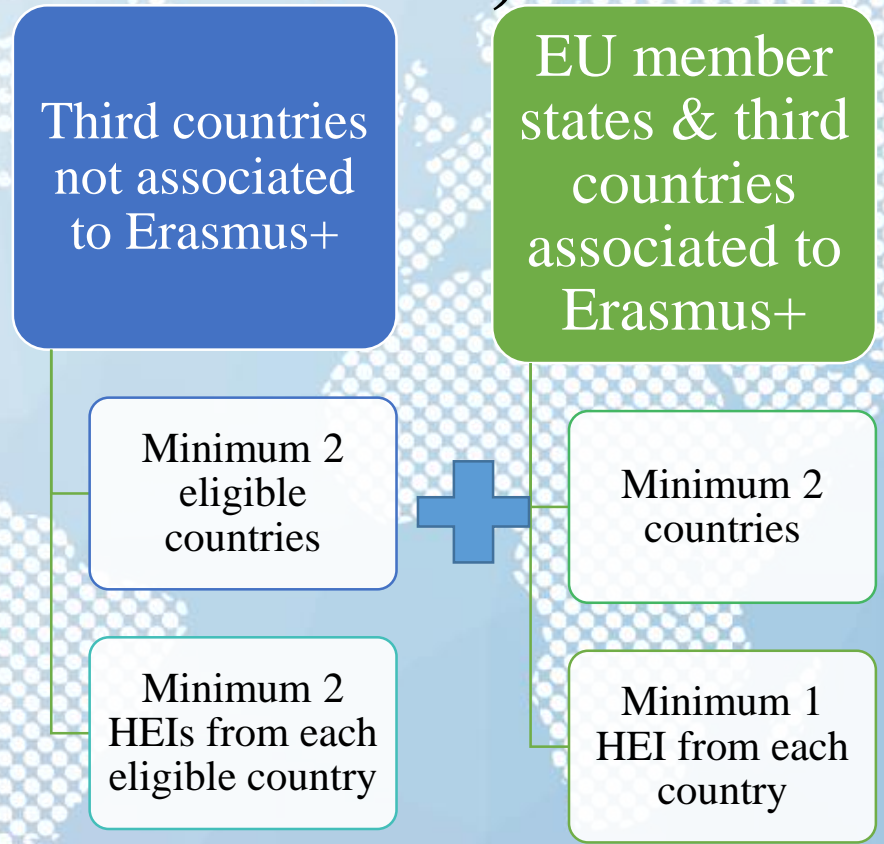 Third countries
not associated
to Erasmus+
Minimum 2
eligible
countries
Minimum 2
HEIs from each
eligible country
EU member
states & third
countries
associated to
Erasmus+
Minimum 2
countries
Minimum 1
HEI from each
country